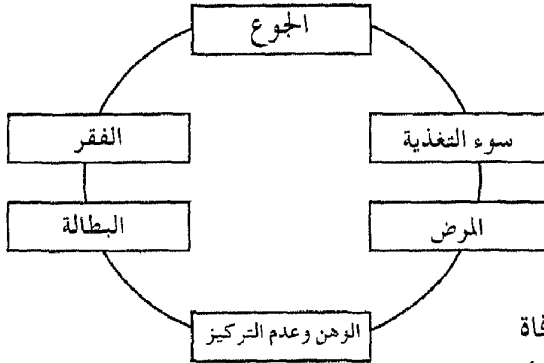 الجوع
سوء التغذية
الفقر
المرض
البطالة
الوهن وعدم التركيز